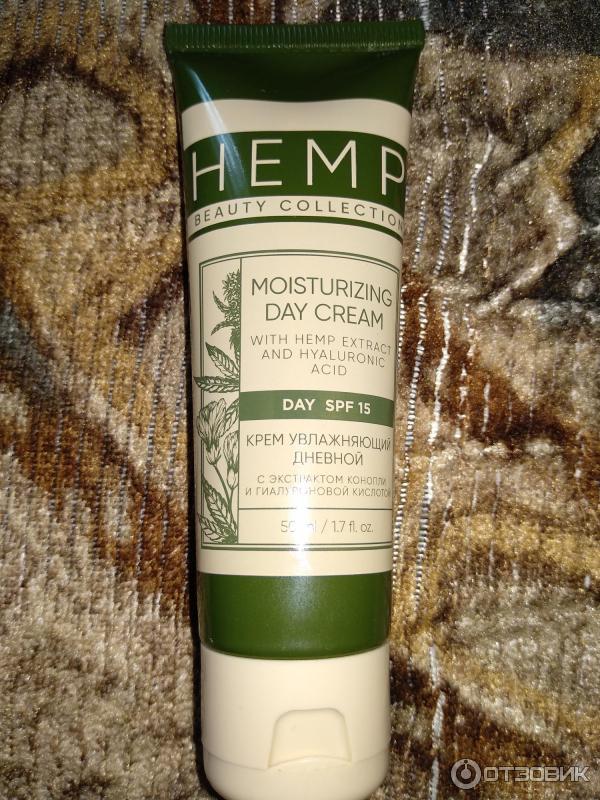 HEMP
BEAUTY COLLECTION
MOISTURIZING
DAY CREAM
WITH HEMP EXTRACT
AND HYALURONIC
ACID
DAY SPF 15
КРЕМ УВЛАЖНЯЮЩИЙ
ДНЕВНОЙ
С ЭКСТРАКТОМ КОНОПЛИ
И ГИАЛУРОНОВОЙ КИСЛОТОЙ
50 ml / 1.7 fl. oz.
ОТЗОВИК